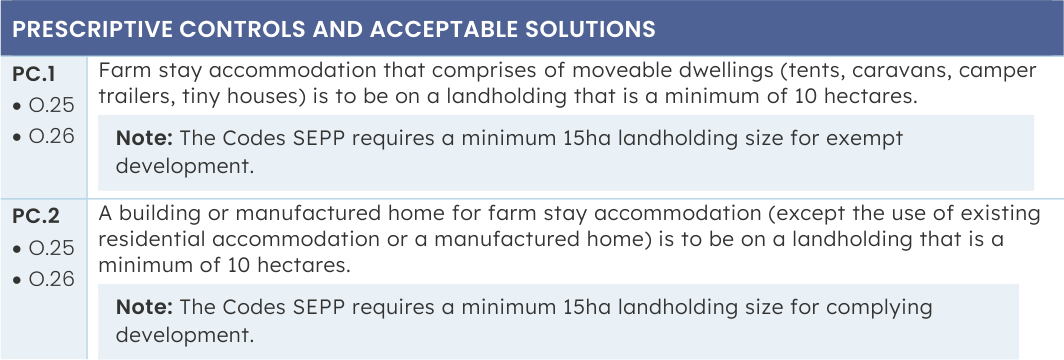 PRESCRIPTIVE CONTROLS AND ACCEPTABLE SOLUTIONS
PC.1
• O.25
• O.26
Farm stay accommodation that comprises of moveable dwellings (tents, caravans, camper
trailers, tiny houses) is to be on a landholding that is a minimum of 10 hectares.
Note: The Codes SEPP requires a minimum 15ha landholding size for exempt
development.
PC.2
• O.25
• O.26
A building or manufactured home for farm stay accommodation (except the use of existing
residential accommodation or a manufactured home) is to be on a landholding that is a
minimum of 10 hectares.
Note: The Codes SEPP requires a minimum 15ha landholding size for complying
development.